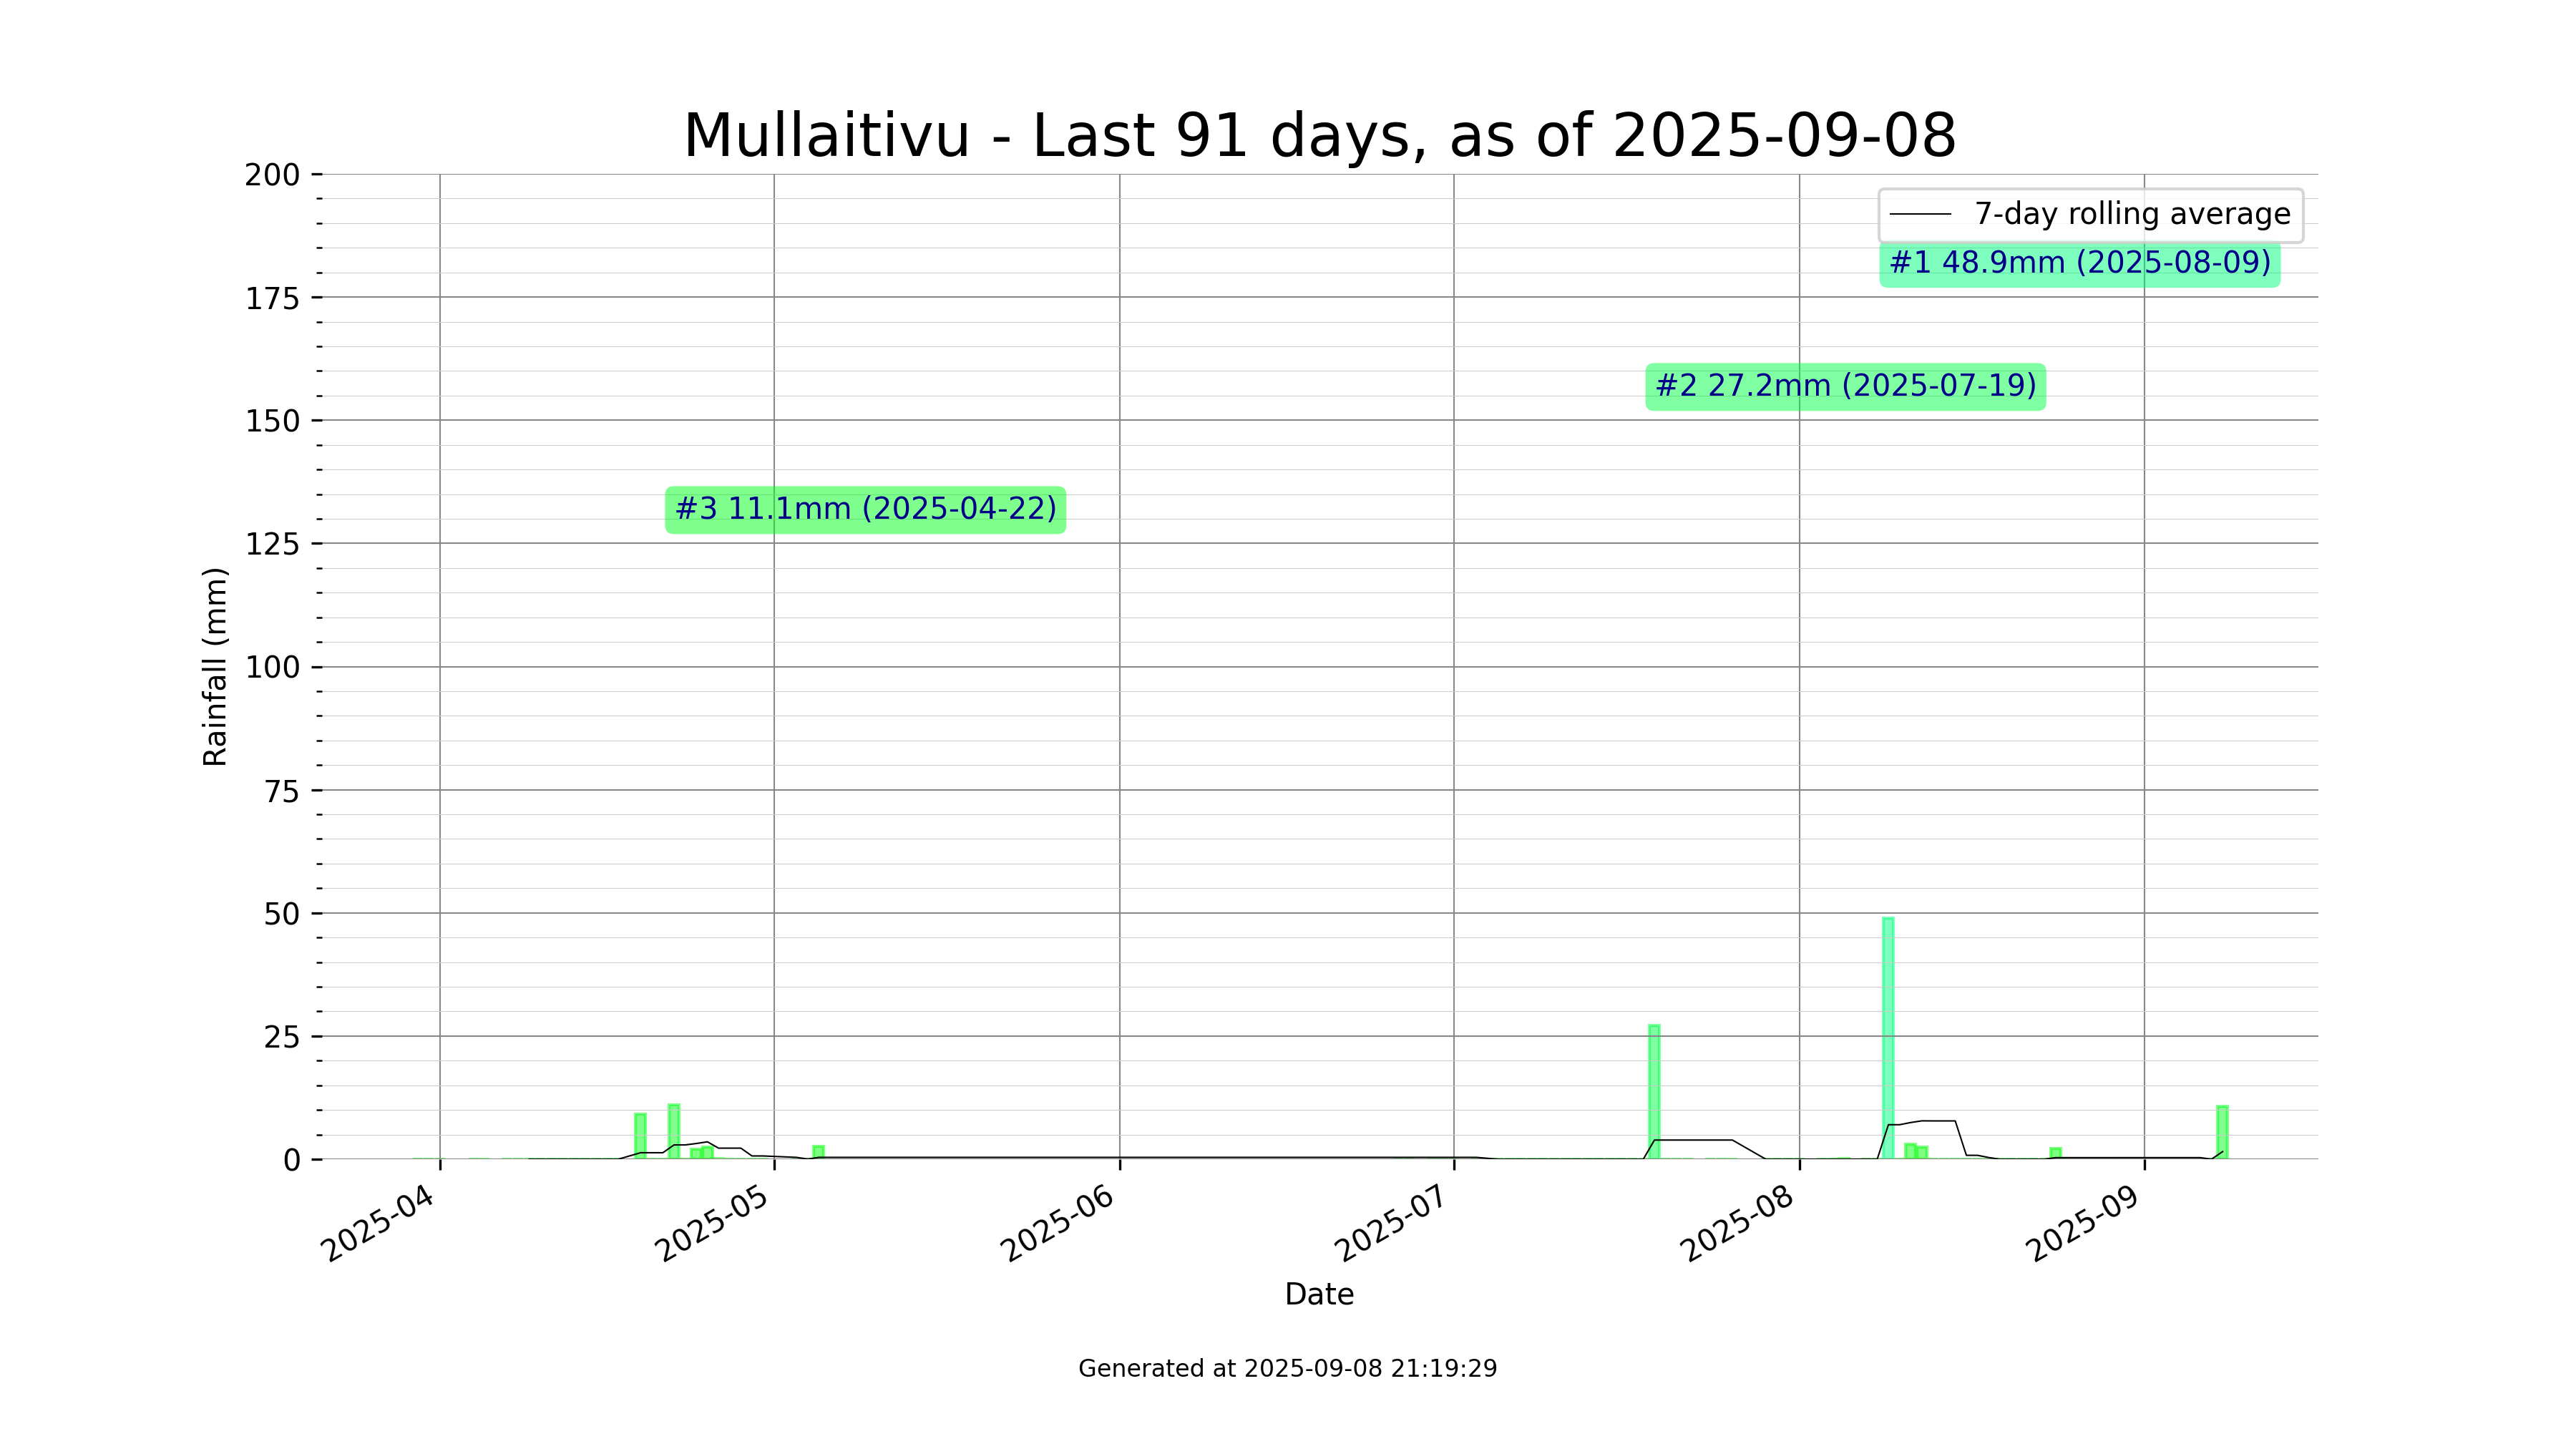 Mullaitivu - Last 91 days, as of 2025-09-08
200
175
150
125
100
75
50
25
0
Rainfall (mm)
7-day rolling average
#1 48.9mm (2025-08-09)
#2 27.2mm (2025-07-19)
#3 11.1mm (2025-04-22)
2025-04
2025-05
2025-06
2025-07
2025-08
2025-09
Date
Generated at 2025-09-08 21:19:29